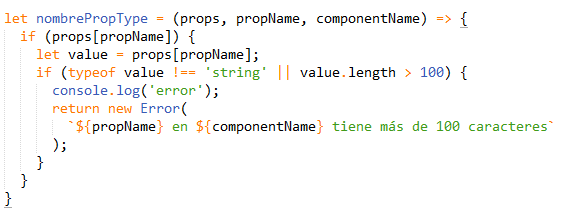 let nombrePropType = (props, propName, componentName) => {
if (props[propName]) {
let value = props[propName];
if (typeof value !== 'string' || value.length > 100) {
console.log('error');
return new Error(
`${propName} en ${componentName} tiene más de 100 caracteres`
);
}
}
}